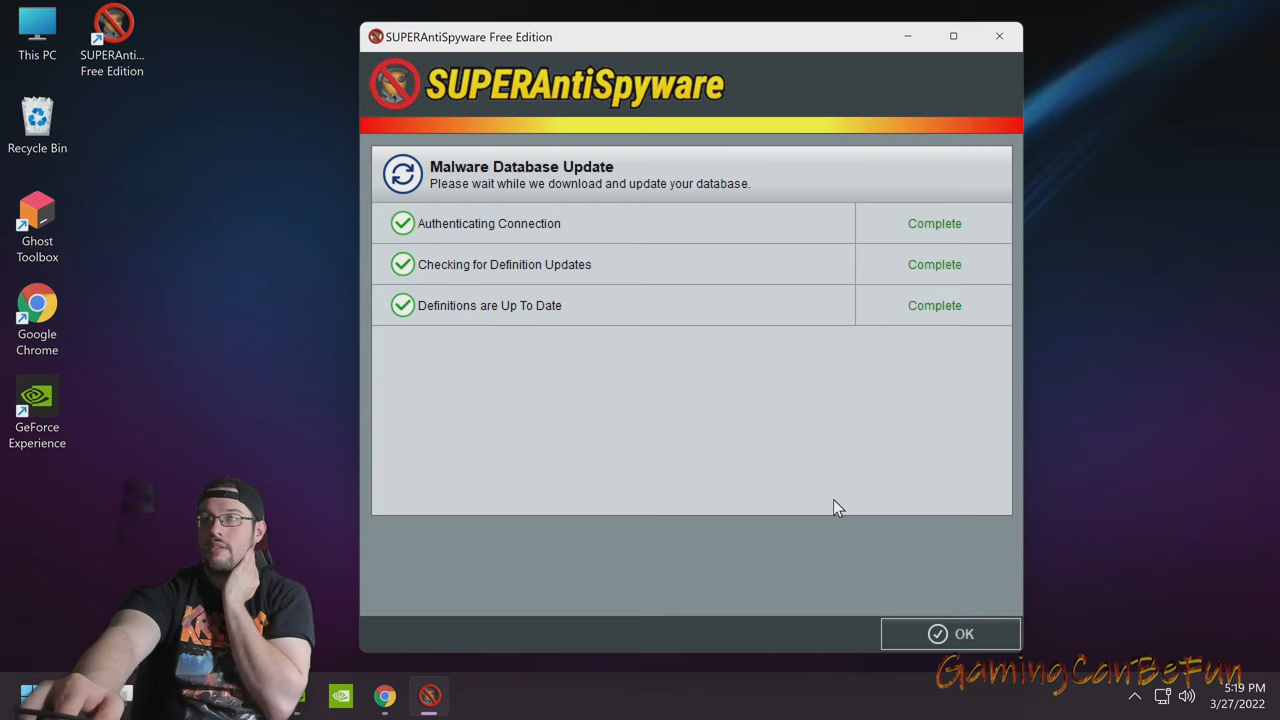 This PC
SUPERAnti...
Free Edition
Recycle Bin
Ghost
Toolbox
Google
Chrome
GeForce
Experience
SUPERAntiSpyware Free Edition
SUPERAntiSpyware
Malware Database Update
Please wait while we download and update your database.
Authenticating Connection Complete
Checking for Definition Updates Complete
Definitions are Up To Date Complete
OK
GamingCanBeFun
5:19 PM
3/27/2022